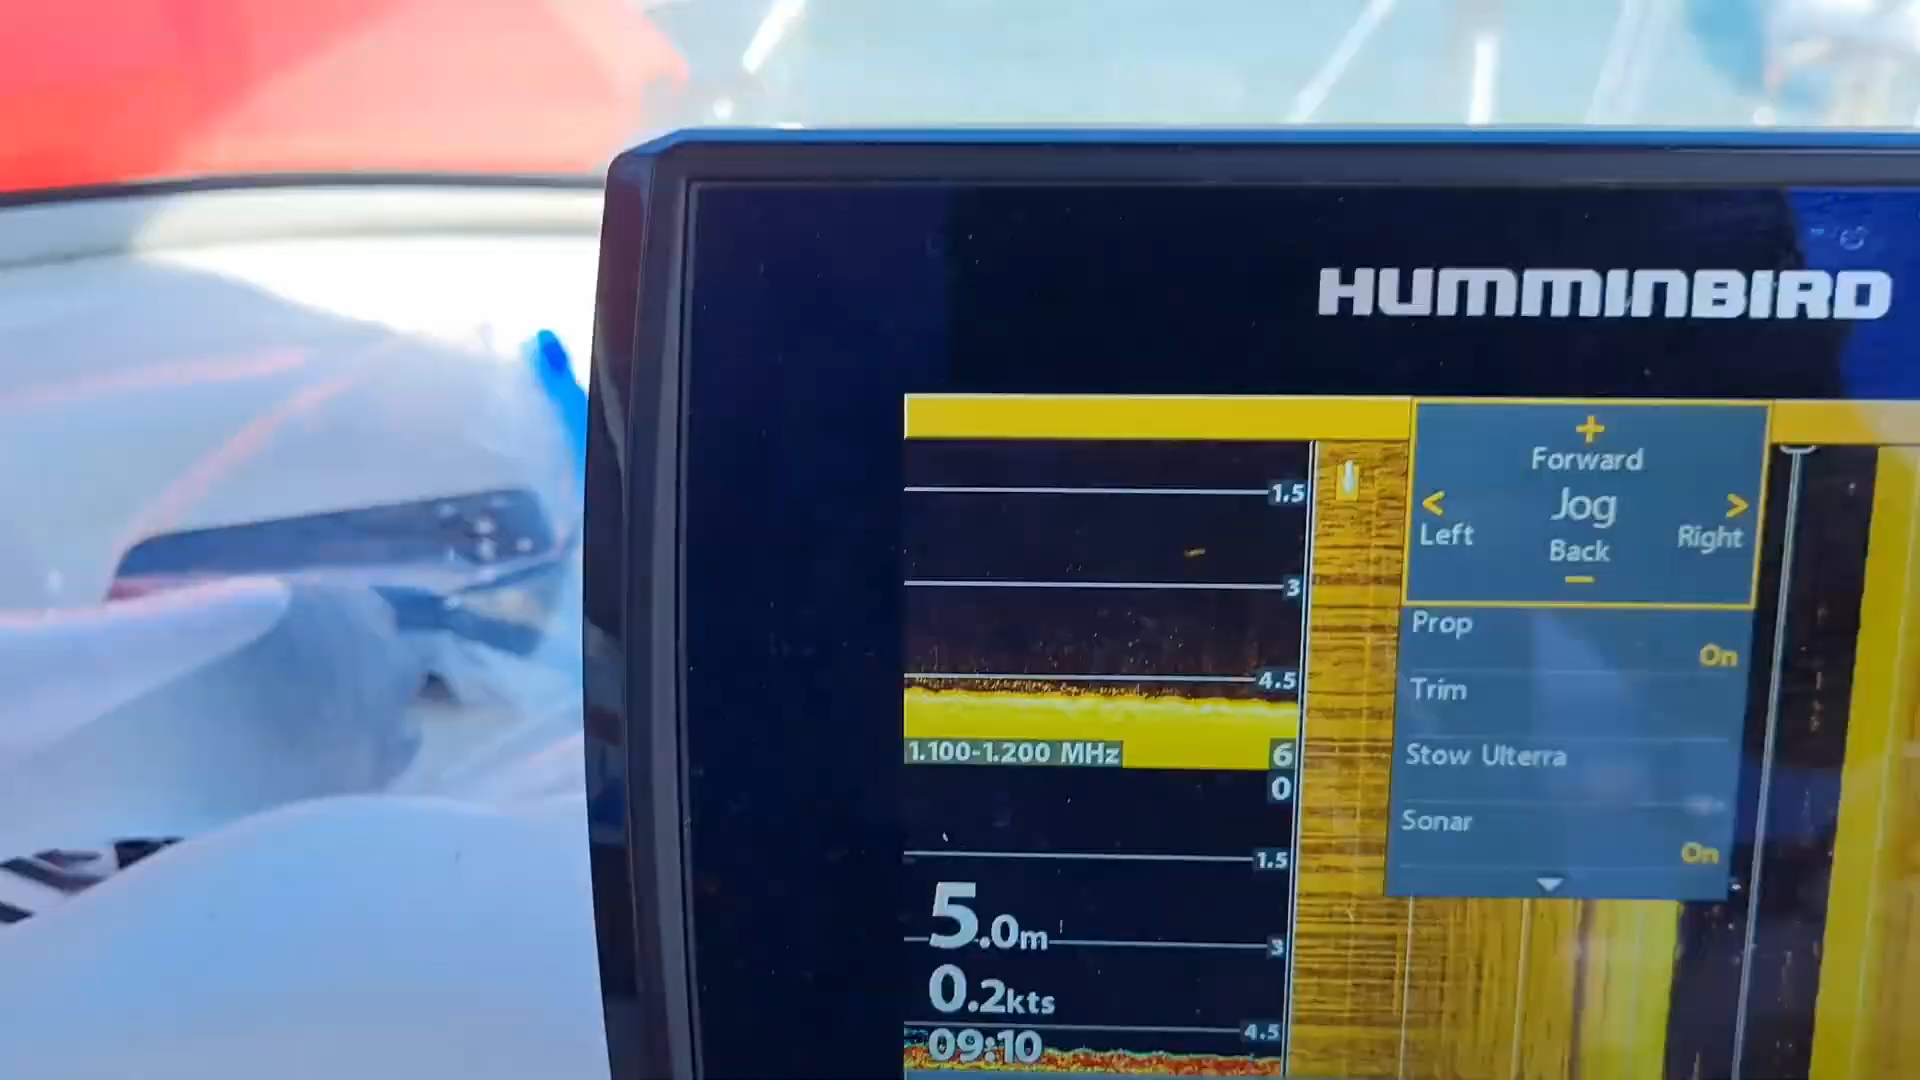 HUMMINBIRD
1.5
3
4.5
1.100-1.200 MHz
6
0
1.5
5.0m
3
0.2kts
4.5
09:10
Forward
Jog
Left
Right
Back
Prop
On
Trim
Stow Ulterra
Sonar
On